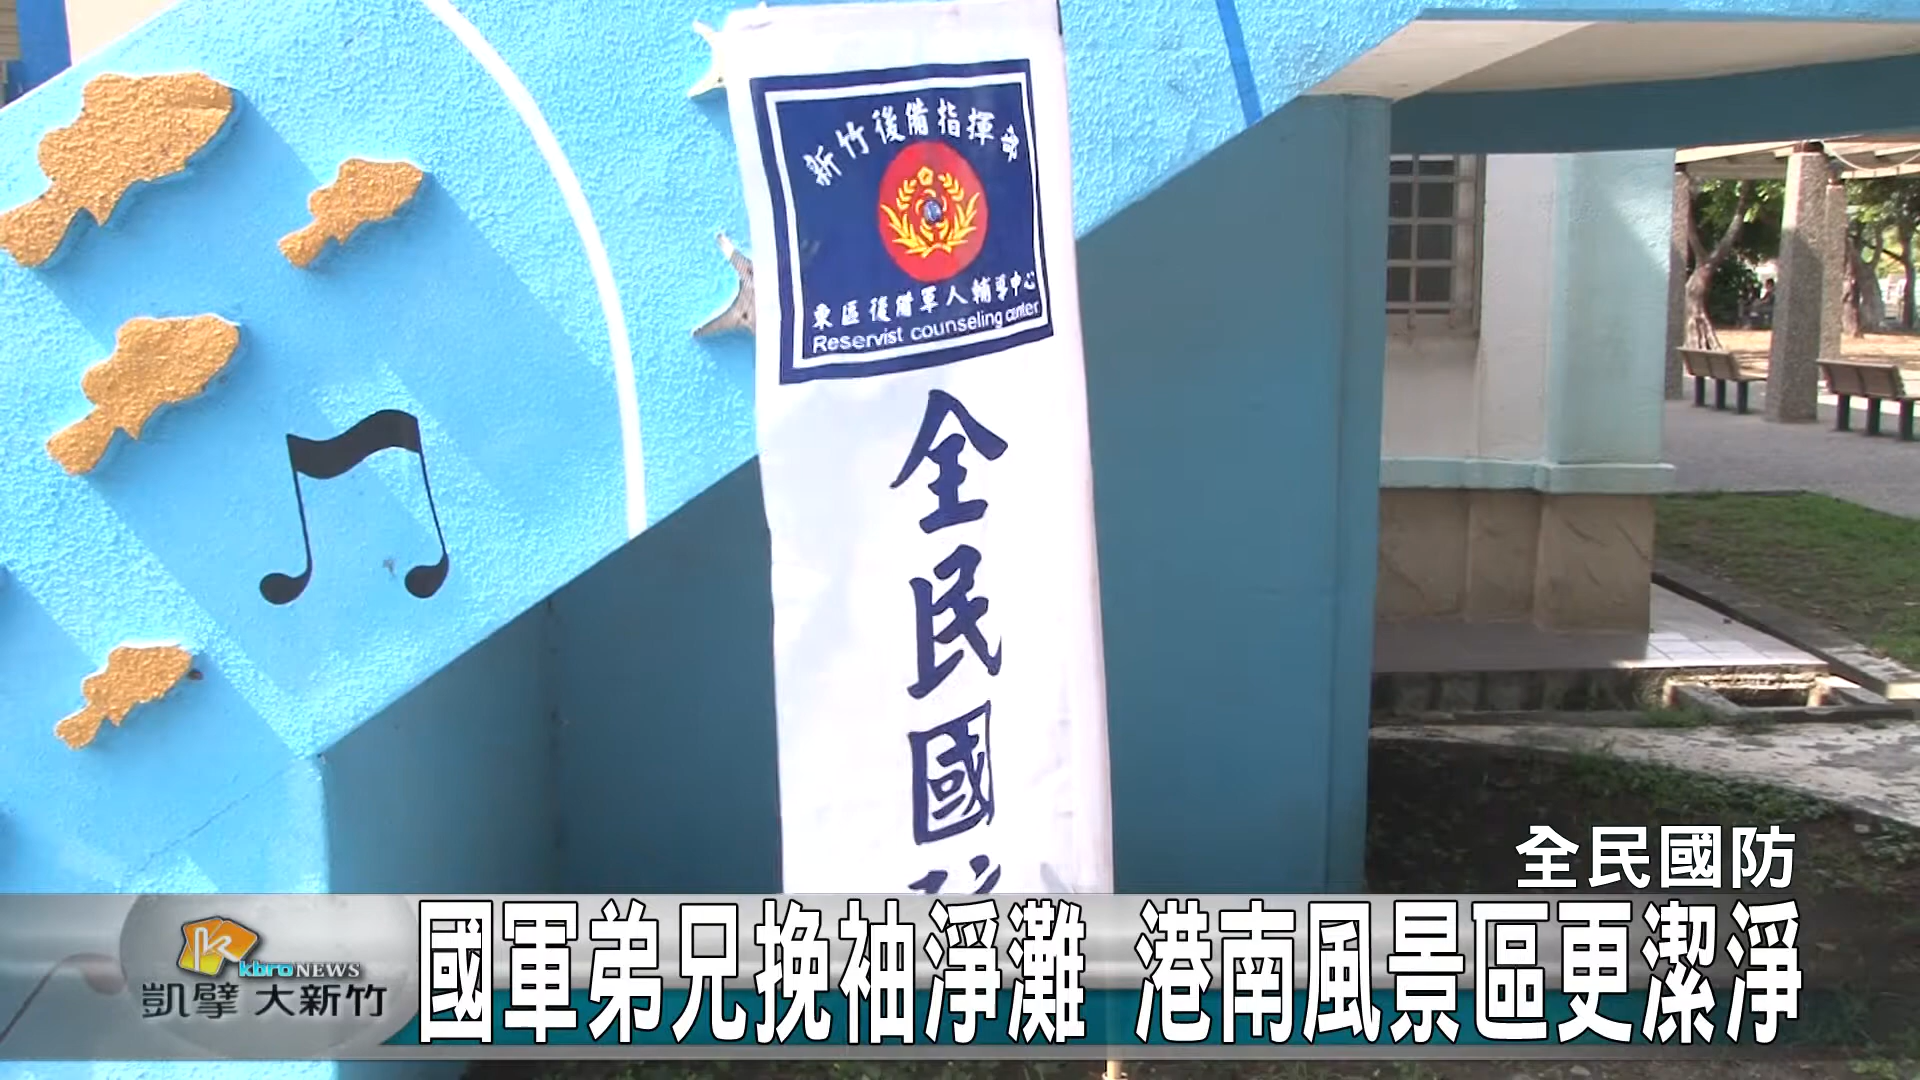 新竹後備指揮部
東區後備軍人輔導中心
Reservist counseling center
全民國防
全民國防
國軍弟兄挽袖淨灘 港南風景區更潔淨
kbro NEWS
凱擘 大新竹